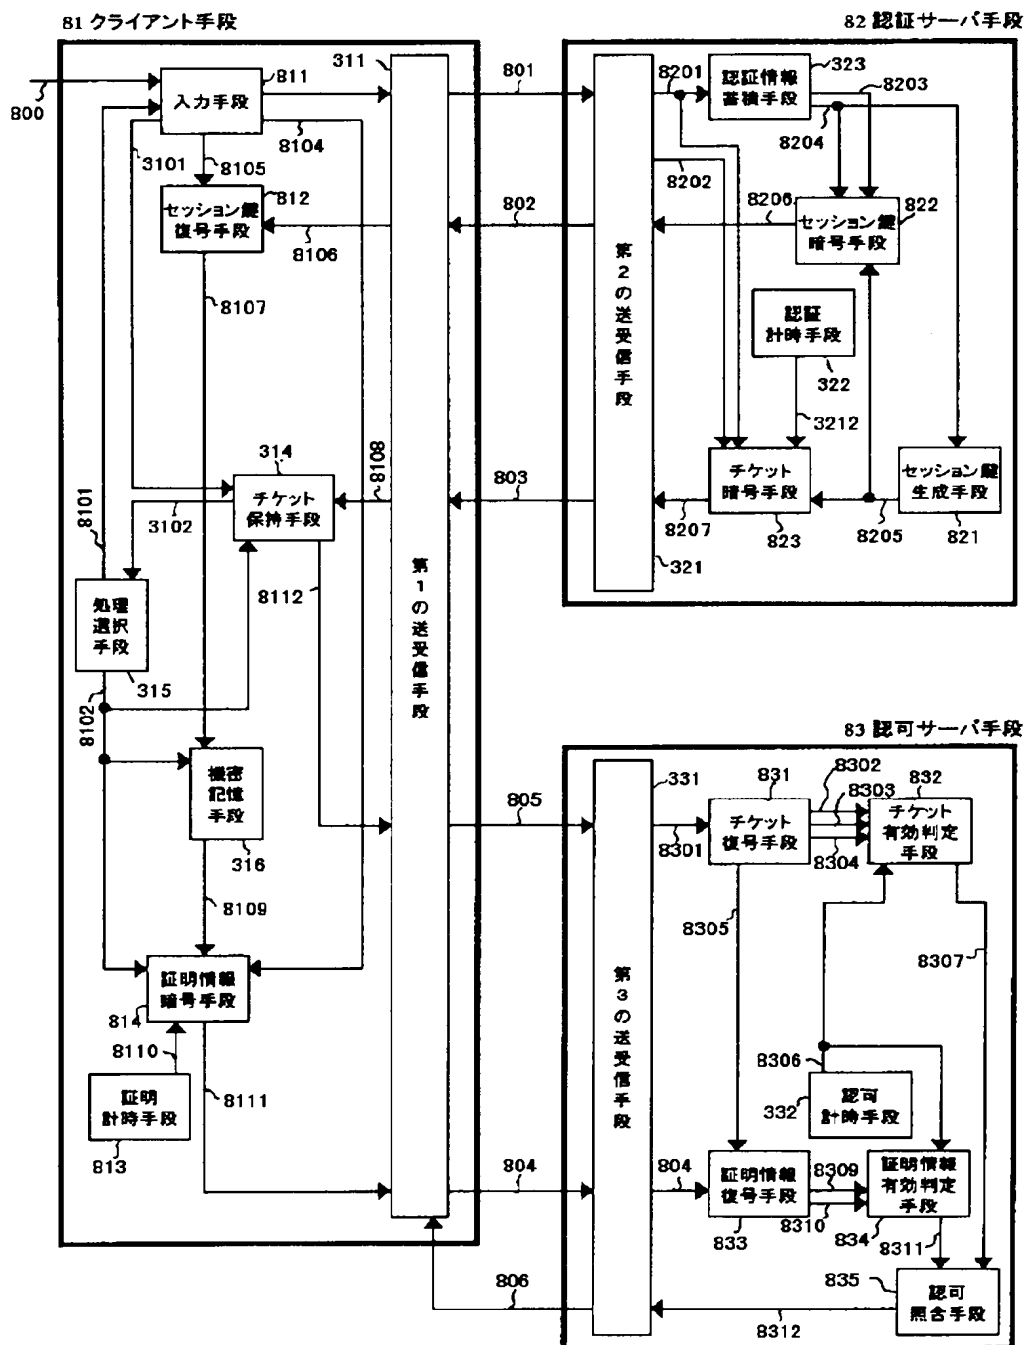 81 クライアント手段
800
811
入力手段
3101
8105
8104
812
セッション鍵
復号手段
8106
8107
311
314
チケット
保持手段
8108
3102
8101
処理
選択
手段
315
8102
8112
機密
記憶
手段
316
8109
証明情報
暗号手段
814
8110
証明
計時手段
813
8111
第1の送受信手段
801
802
803
805
804
806
82 認証サーバ手段
第2の送受信手段
321
8201
8202
認証情報
蓄積手段
323
8203
8204
8206
セッション鍵
暗号手段
822
認証
計時手段
322
3212
チケット
暗号手段
823
8207
8205
セッション鍵
生成手段
821
83 認可サーバ手段
第3の送受信手段
331
8301
831
チケット
復号手段
8302
8303
8304
832
チケット
有効判定
手段
8305
8307
8306
332
認可
計時手段
804
証明情報
復号手段
833
8309
8310
証明情報
有効判定
手段
834
8311
835
認可
照合手段
8312